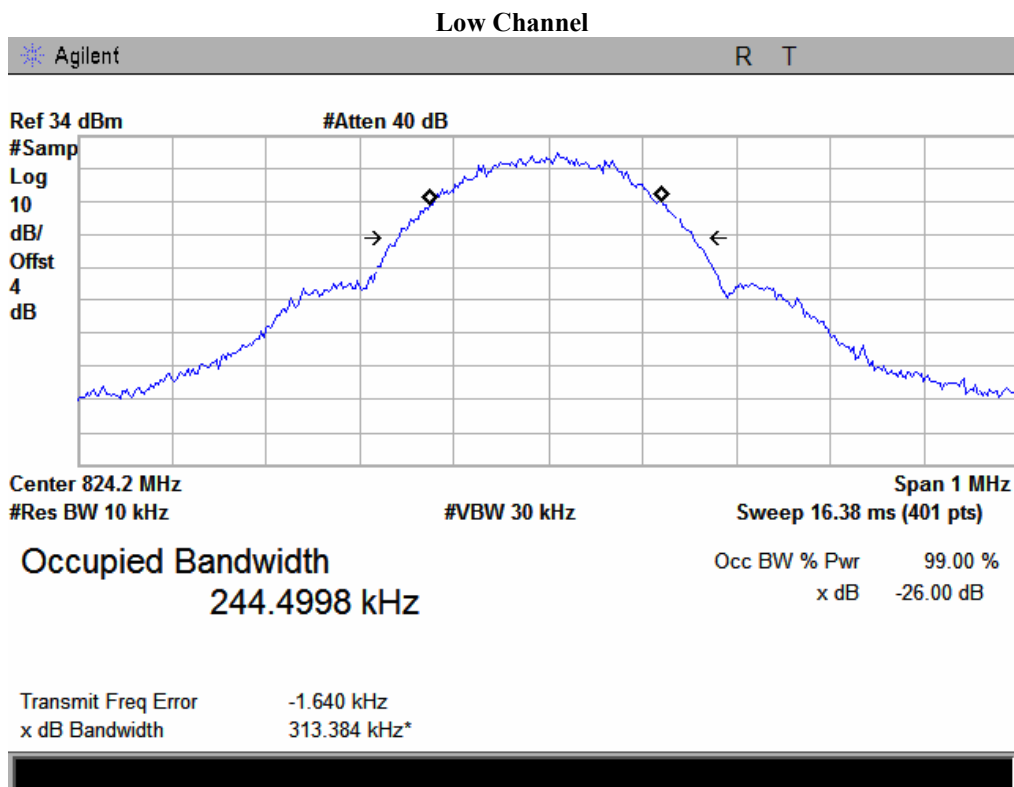 Low Channel
Agilent R T
Ref 34 dBm #Atten 40 dB
#Samp
Log
10
dB/
Offst
4
dB
Center 824.2 MHz Span 1 MHz
#Res BW 10 kHz #VBW 30 kHz Sweep 16.38 ms (401 pts)
Occupied Bandwidth Occ BW % Pwr 99.00 %
244.4998 kHz x dB -26.00 dB
Transmit Freq Error -1.640 kHz
x dB Bandwidth 313.384 kHz*